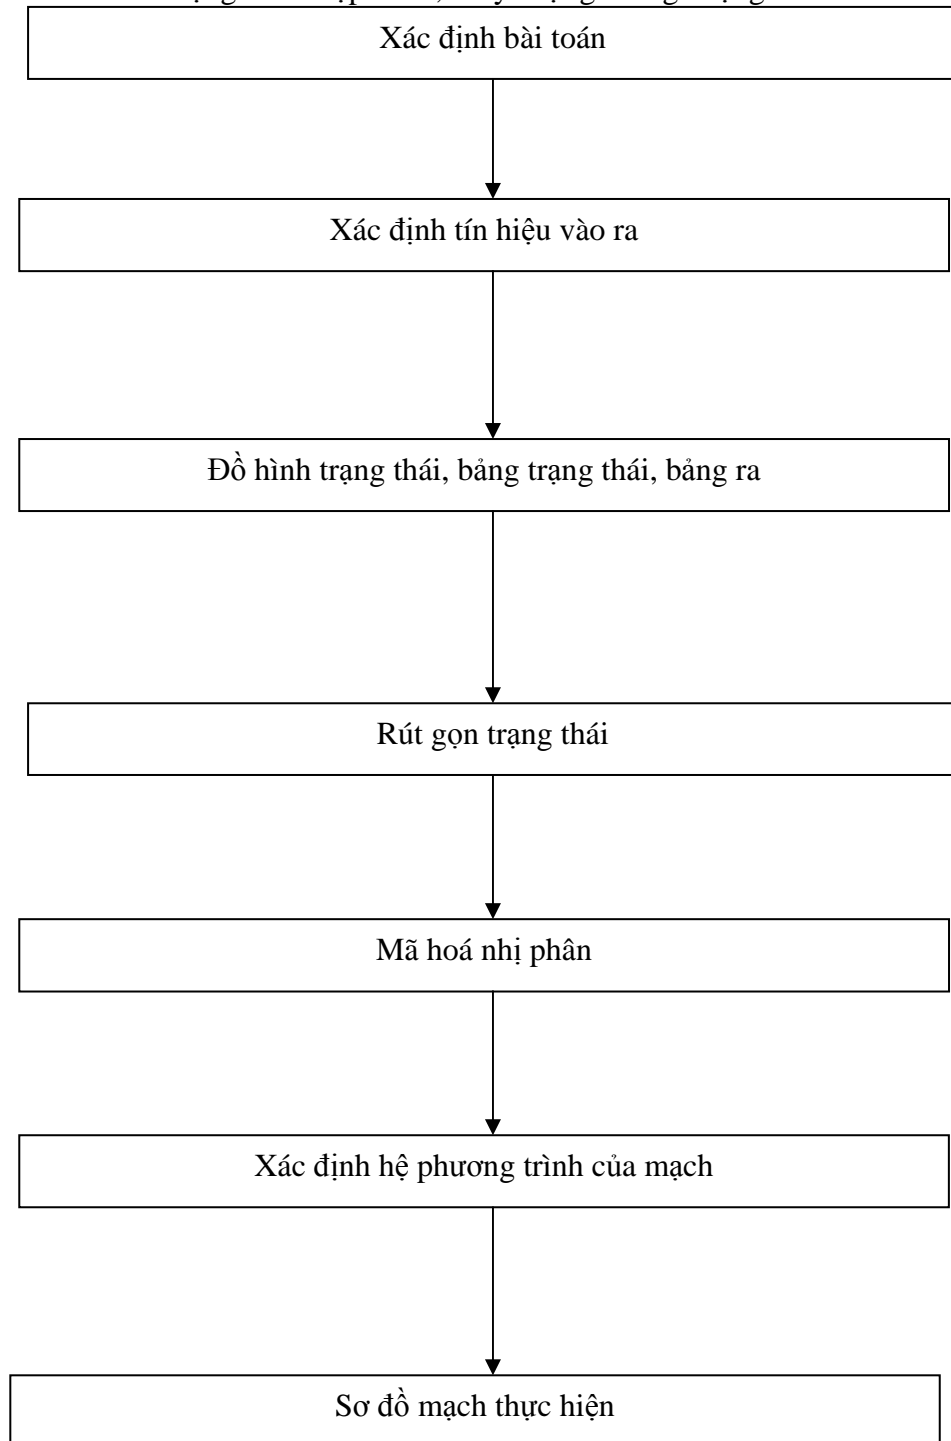 Xác định bài toán
Xác định tín hiệu vào ra
Đồ hình trạng thái, bảng trạng thái, bảng ra
Rút gọn trạng thái
Mã hoá nhị phân
Xác định hệ phương trình của mạch
Sơ đồ mạch thực hiện